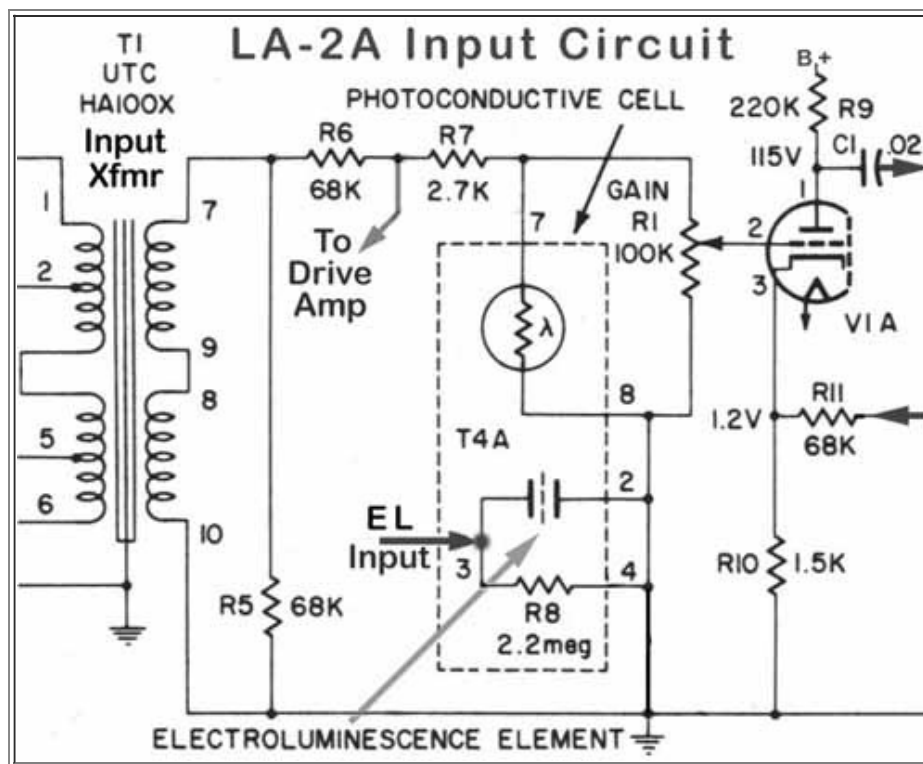 LA-2A Input Circuit
T1
UTC
HA100X
Input
Xfmr
PHOTOCONDUCTIVE CELL
B+
220K R9
R6
68K
R7
2.7K
115V
C1
.02
1
2
5
6
7
9
8
10
To
Drive
Amp
7
GAIN
R1
100K
1
2
3
V1A
λ
8
T4A
1.2V
R11
68K
2
EL
Input
3
4
R8
2.2meg
R5 68K
R10 1.5K
ELECTROLUMINESCENCE ELEMENT